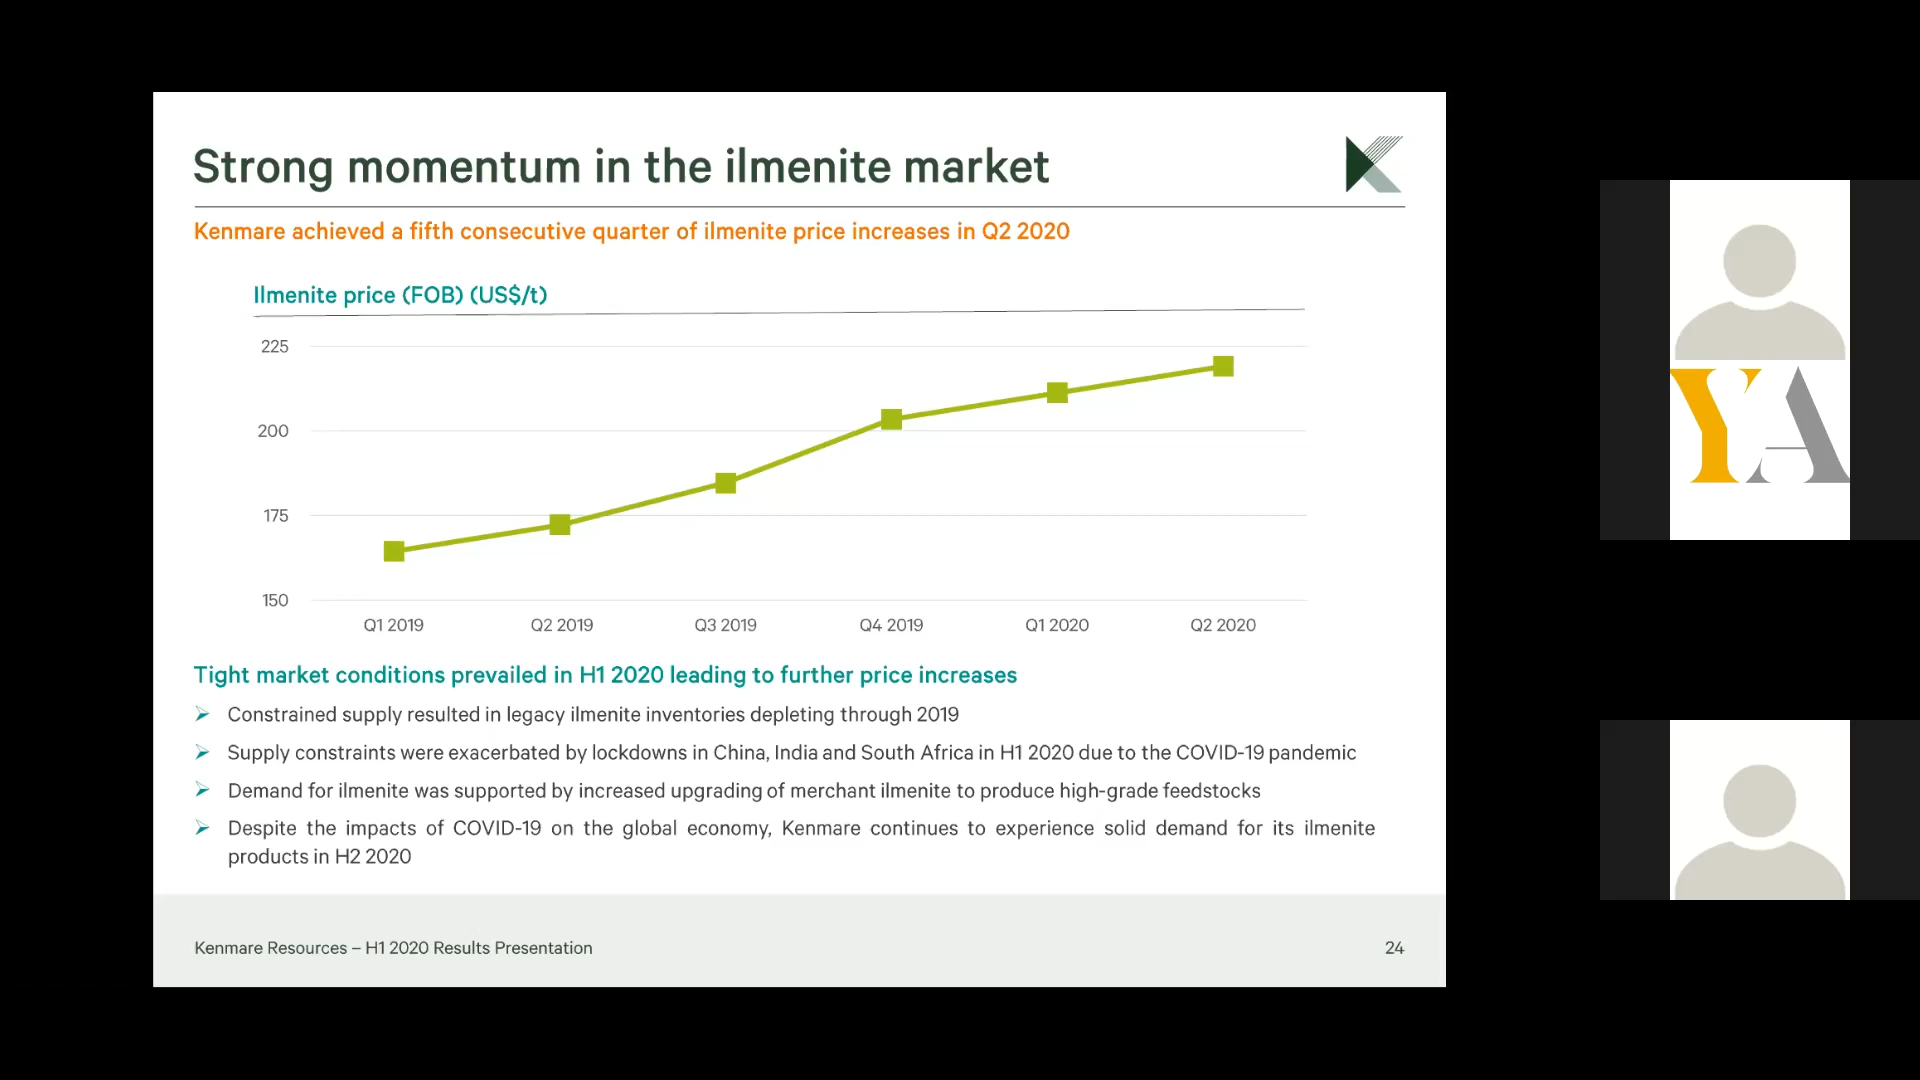 Strong momentum in the ilmenite market
Kenmare achieved a fifth consecutive quarter of ilmenite price increases in Q2 2020
Ilmenite price (FOB) (US$/t)
225
200
175
150
Q1 2019 Q2 2019 Q3 2019 Q4 2019 Q1 2020 Q2 2020
Tight market conditions prevailed in H1 2020 leading to further price increases
Constrained supply resulted in legacy ilmenite inventories depleting through 2019
Supply constraints were exacerbated by lockdowns in China, India and South Africa in H1 2020 due to the COVID-19 pandemic
Demand for ilmenite was supported by increased upgrading of merchant ilmenite to produce high-grade feedstocks
Despite the impacts of COVID-19 on the global economy, Kenmare continues to experience solid demand for its ilmenite
products in H2 2020
Kenmare Resources – H1 2020 Results Presentation
24
YA